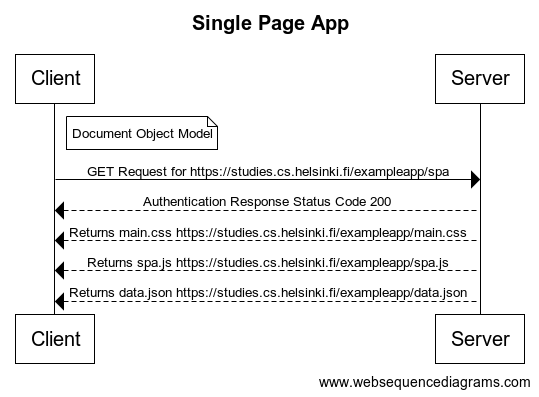 Single Page App
Client
Server
Document Object Model
GET Request for https://studies.cs.helsinki.fi/exampleapp/spa
Authentication Response Status Code 200
Returns main.css https://studies.cs.helsinki.fi/exampleapp/main.css
Returns spa.js https://studies.cs.helsinki.fi/exampleapp/spa.js
Returns data.json https://studies.cs.helsinki.fi/exampleapp/data.json
Client
Server
www.websequencediagrams.com